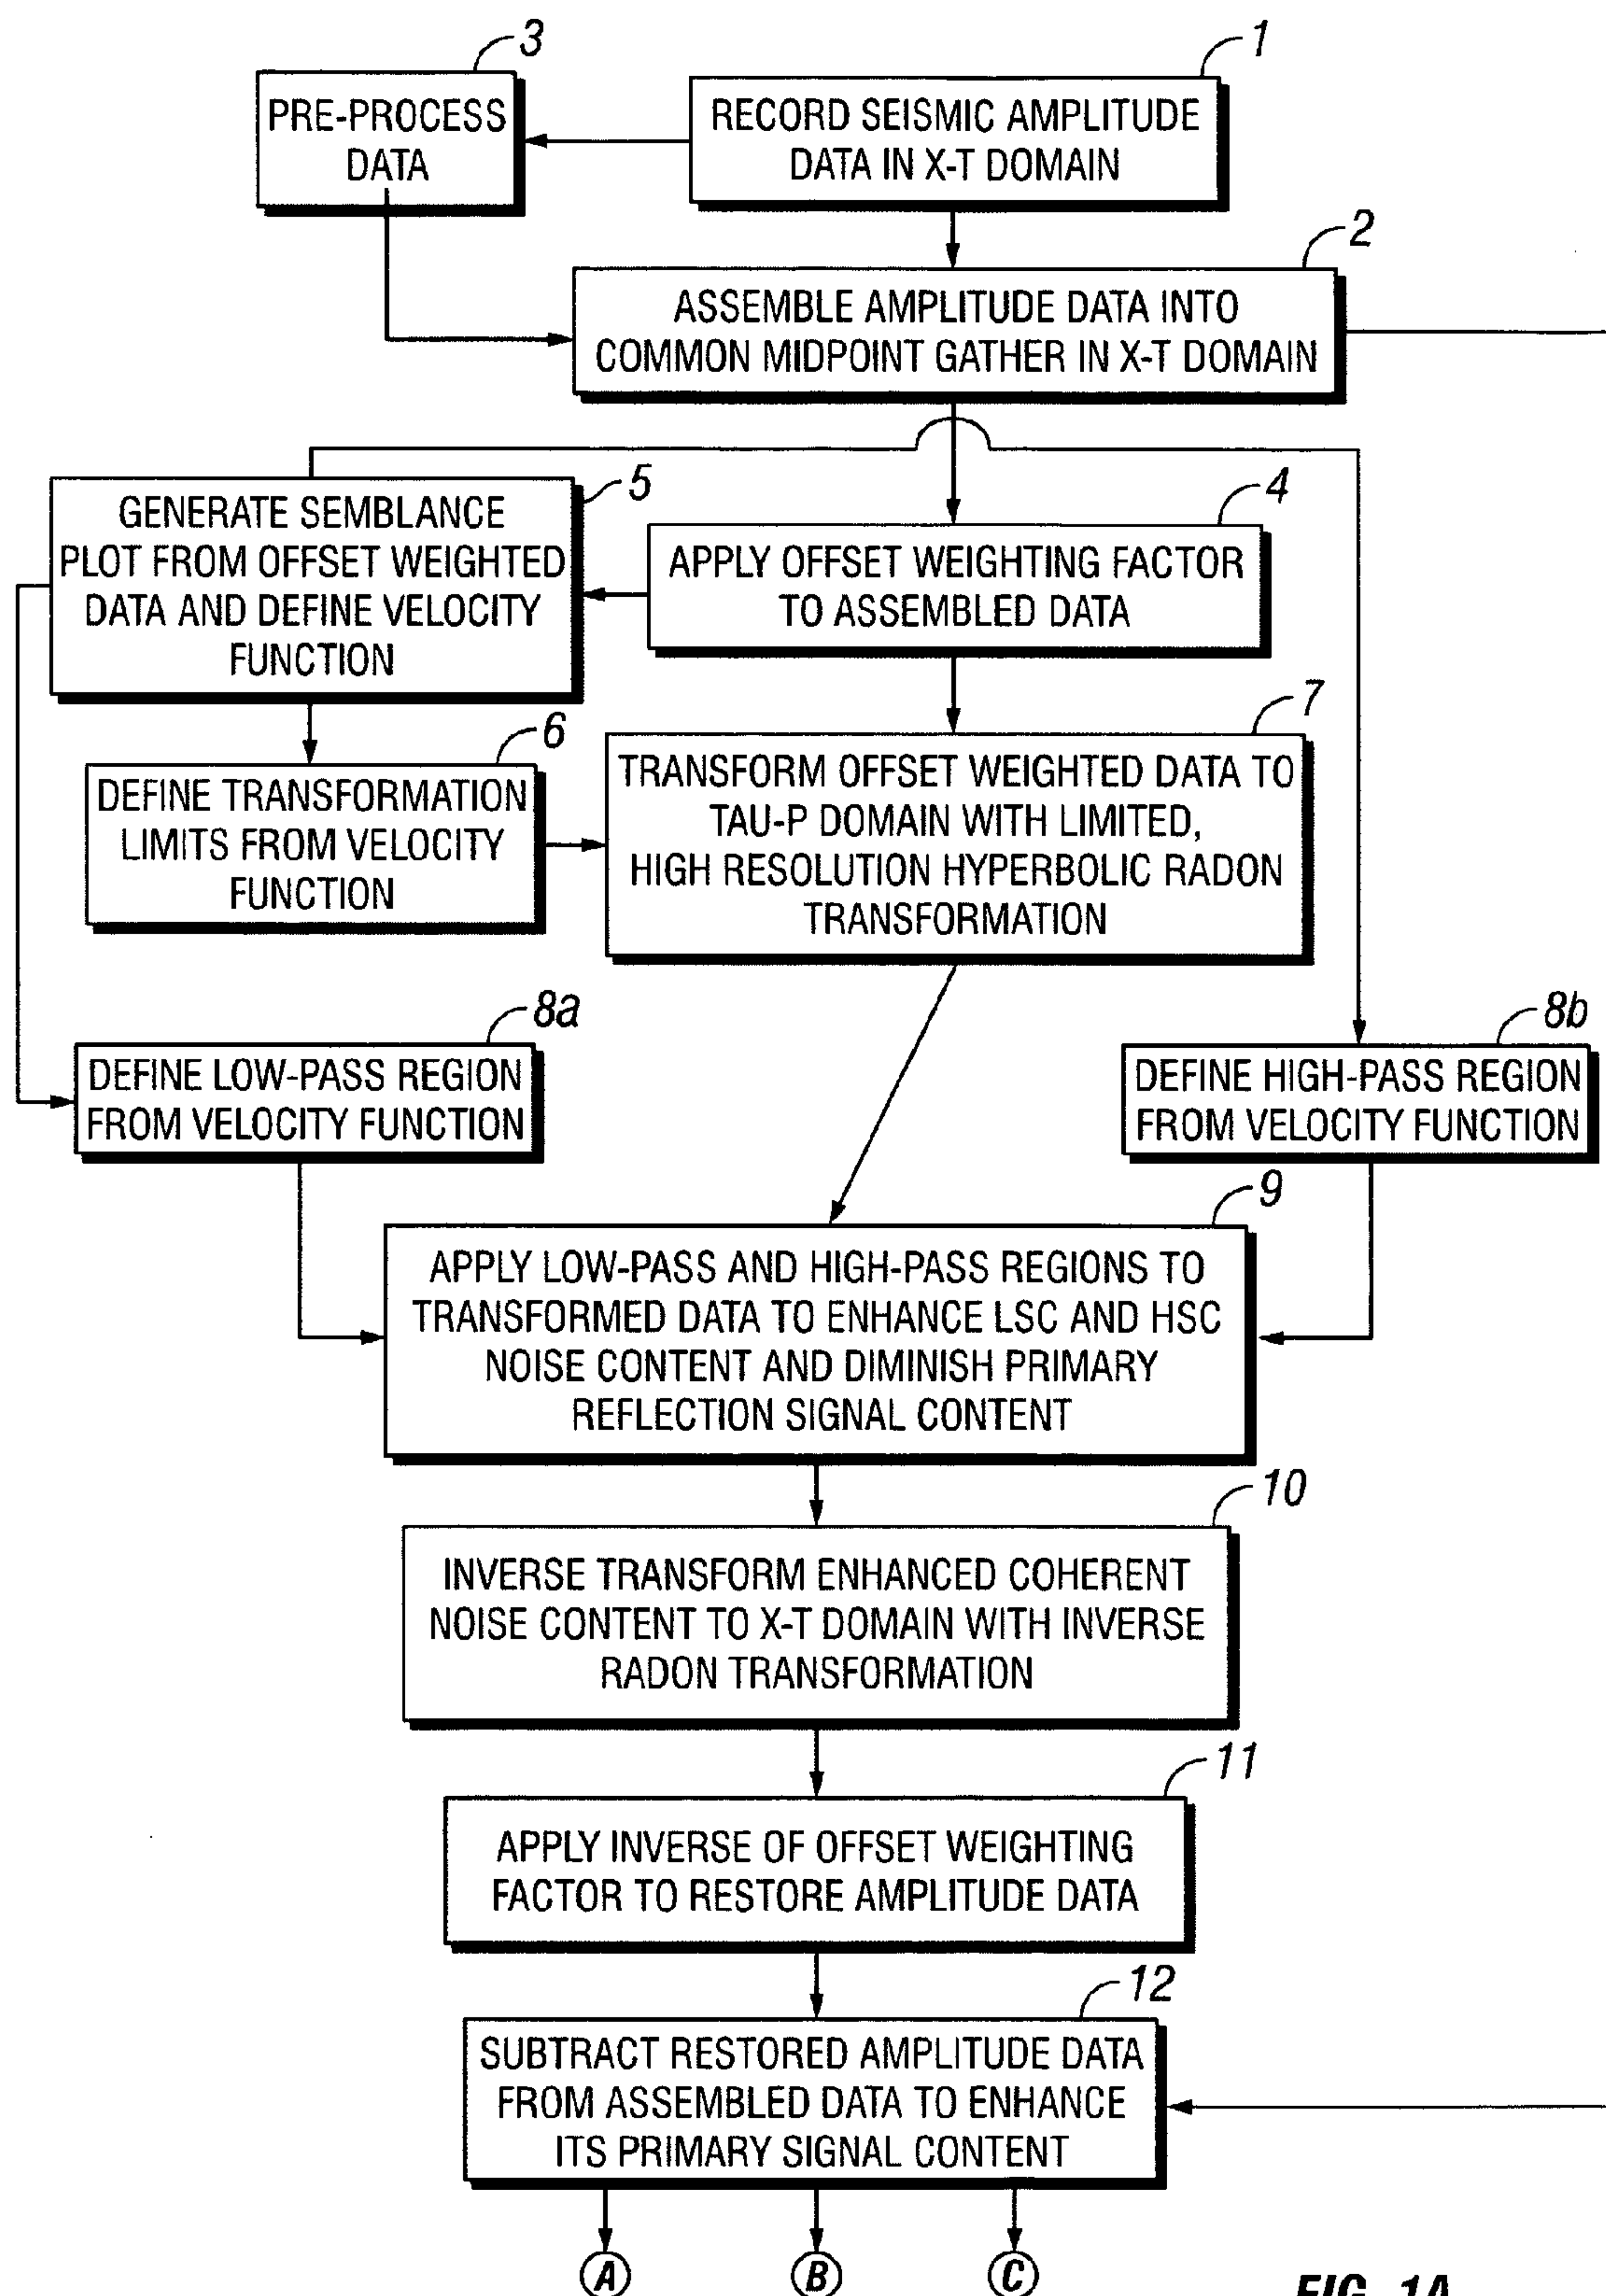 3
1
PRE-PROCESS
DATA
RECORD SEISMIC AMPLITUDE
DATA IN X-T DOMAIN
2
ASSEMBLE AMPLITUDE DATA INTO
COMMON MIDPOINT GATHER IN X-T DOMAIN
5
GENERATE SEMBLANCE
PLOT FROM OFFSET WEIGHTED
DATA AND DEFINE VELOCITY
FUNCTION
4
APPLY OFFSET WEIGHTING FACTOR
TO ASSEMBLED DATA
6
DEFINE TRANSFORMATION
LIMITS FROM VELOCITY
FUNCTION
7
TRANSFORM OFFSET WEIGHTED DATA TO
TAU-P DOMAIN WITH LIMITED,
HIGH RESOLUTION HYPERBOLIC RADON
TRANSFORMATION
8a
DEFINE LOW-PASS REGION
FROM VELOCITY FUNCTION
8b
DEFINE HIGH-PASS REGION
FROM VELOCITY FUNCTION
9
APPLY LOW-PASS AND HIGH-PASS REGIONS TO
TRANSFORMED DATA TO ENHANCE LSC AND HSC
NOISE CONTENT AND DIMINISH PRIMARY
REFLECTION SIGNAL CONTENT
10
INVERSE TRANSFORM ENHANCED COHERENT
NOISE CONTENT TO X-T DOMAIN WITH INVERSE
RADON TRANSFORMATION
11
APPLY INVERSE OF OFFSET WEIGHTING
FACTOR TO RESTORE AMPLITUDE DATA
12
SUBTRACT RESTORED AMPLITUDE DATA
FROM ASSEMBLED DATA TO ENHANCE
ITS PRIMARY SIGNAL CONTENT
A
B
C
FIG. 1A